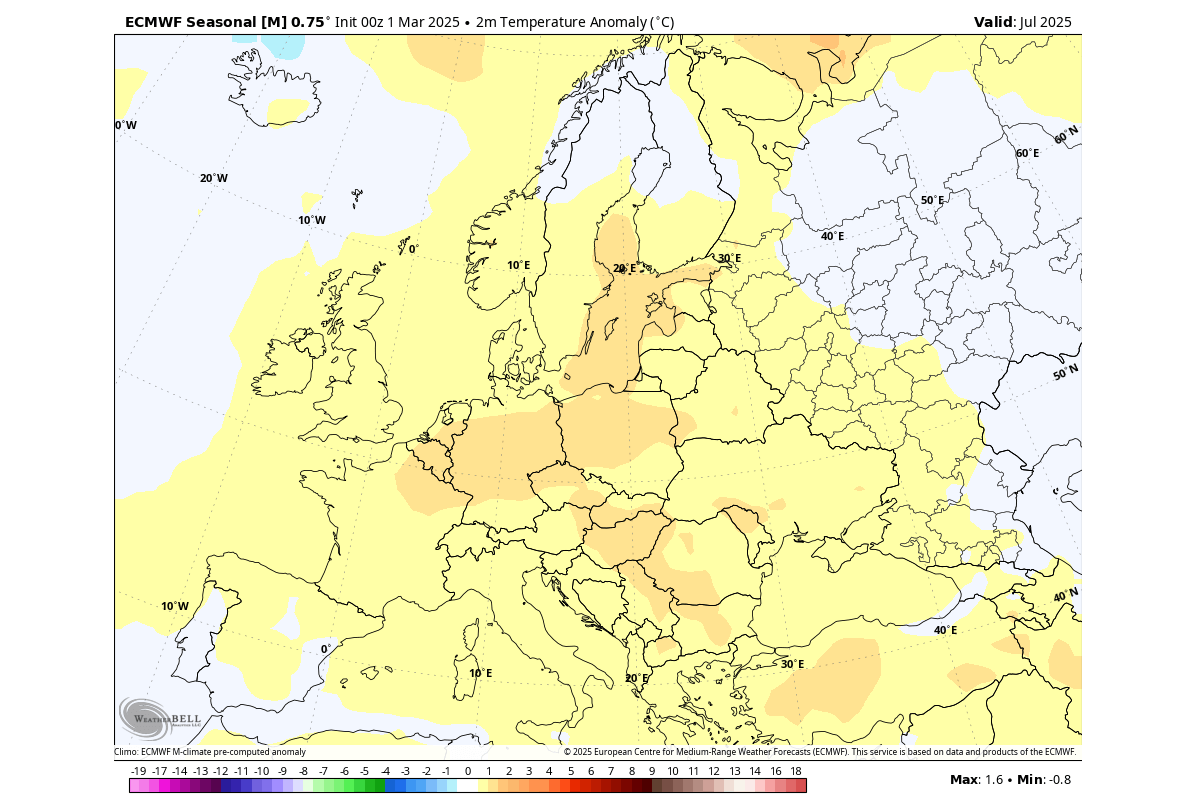 ECMWF Seasonal [M] 0.75° Init 00z 1 Mar 2025 • 2m Temperature Anomaly (°C) Valid: Jul 2025
60°N
0°W
60°E
20°W
50°E
10°W
40°E
0°
30°E
10°E
20°E
50°N
40°N
10°W
40°E
0°
30°E
10°E
20°E
WEATHERBELL
Climo: ECMWF M-climate pre-computed anomaly © 2025 European Centre for Medium-Range Weather Forecasts (ECMWF). This service is based on data and products of the ECMWF.
-19 -17 -14 -13 -12 -11 -10 -9 -8 -7 -6 -5 -4 -3 -2 -1 0 1 2 3 4 5 6 7 8 9 10 11 12 13 14 16 18 Max: 1.6 • Min: -0.8